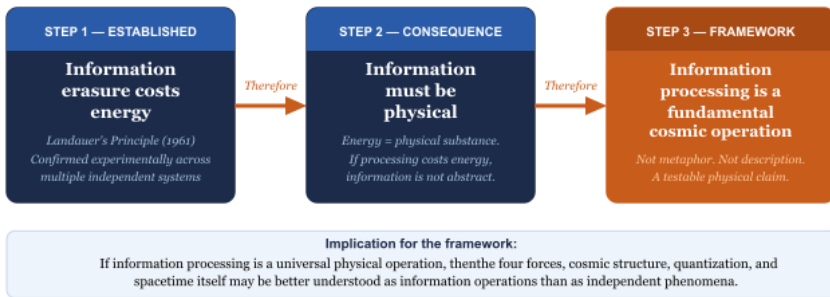 STEP 1 — ESTABLISHED
Information
erasure costs
energy
Landauer's Principle (1961)
Confirmed experimentally across
multiple independent systems
Therefore
STEP 2 — CONSEQUENCE
Information
must be
physical
Energy = physical substance.
If processing costs energy,
information is not abstract.
Therefore
STEP 3 — FRAMEWORK
Information
processing is a
fundamental
cosmic operation
Not metaphor. Not description.
A testable physical claim.
Implication for the framework:
If information processing is a universal physical operation, thenthe four forces, cosmic structure, quantization, and
spacetime itself may be better understood as information operations than as independent phenomena.